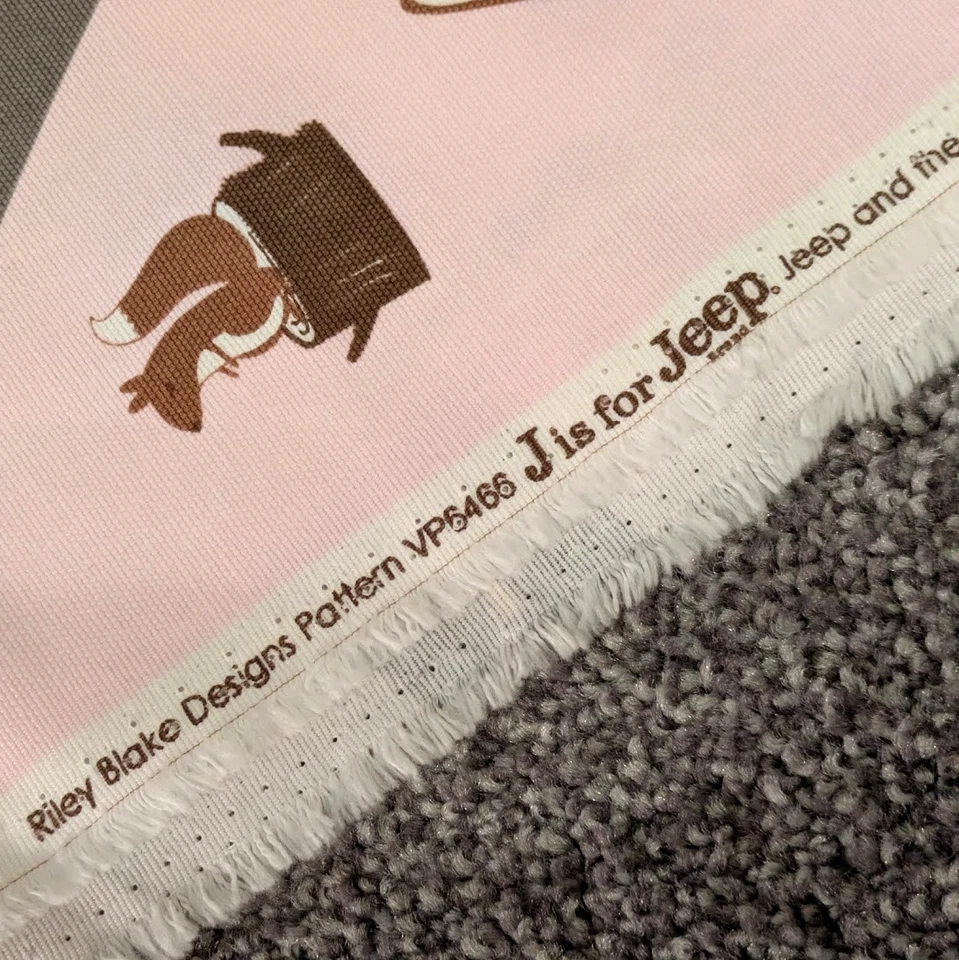 Riley Blake Designs Pattern VP6466 J is for Jeep® Jeep and the